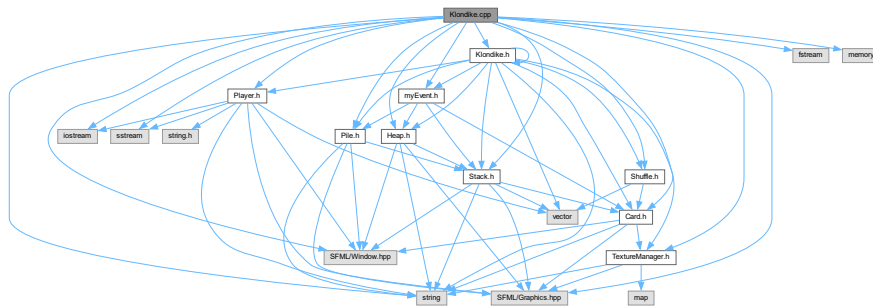 Klondike.cpp
Klondike.h
fstream
memory
Player.h
myEvent.h
iostream
sstream
string.h
Pile.h
Heap.h
Stack.h
Shuffle.h
vector
Card.h
SFML/Window.hpp
TextureManager.h
string
SFML/Graphics.hpp
map